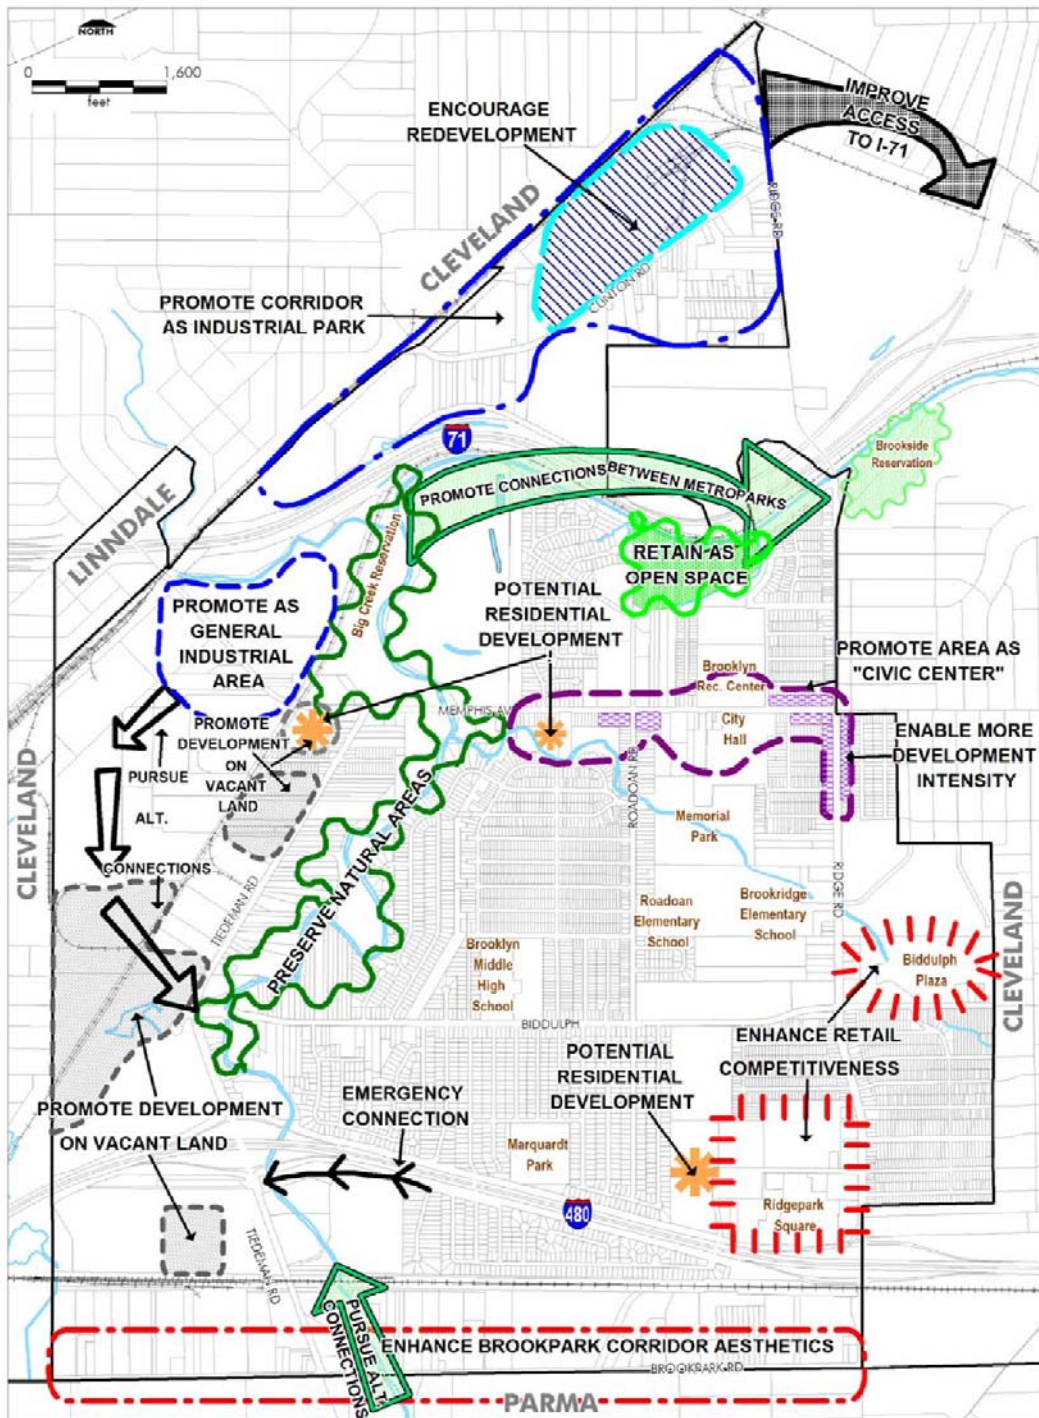 NORTH
0 1,600
feet
ENCOURAGE
REDEVELOPMENT
IMPROVE
ACCESS
TO I-71
CLEVELAND
RIDGE RD
CLINTON RD
PROMOTE CORRIDOR
AS INDUSTRIAL PARK
71
Brookside
Reservation
PROMOTE CONNECTIONS BETWEEN METROPARKS
LINNDALE
Big Creek Reservation
RETAIN AS
OPEN SPACE
PROMOTE AS
GENERAL
INDUSTRIAL
AREA
POTENTIAL
RESIDENTIAL
DEVELOPMENT
PROMOTE AREA AS
"CIVIC CENTER"
Brooklyn
Rec. Center
MEMPHIS AV
City
Hall
ENABLE MORE
DEVELOPMENT
INTENSITY
PROMOTE
DEVELOPMENT
ON
VACANT
LAND
PURSUE
ALT.
CONNECTIONS
CLEVELAND
ROADOAN RD
Memorial
Park
PRESERVE NATURAL AREAS
TIEDEMAN RD
RIDGE RD
Roadoan
Elementary
School
Brookridge
Elementary
School
CLEVELAND
Brooklyn
Middle
High
School
Biddulph
Plaza
BIDDULPH
ENHANCE RETAIL
COMPETITIVENESS
POTENTIAL
RESIDENTIAL
DEVELOPMENT
PROMOTE DEVELOPMENT
ON VACANT LAND
EMERGENCY
CONNECTION
Marquardt
Park
480
Ridgepark
Square
TIEDEMAN RD
PURSUE ALT.
CONNECTIONS
ENHANCE BROOKPARK CORRIDOR AESTHETICS
BROOKPARK RD
PARMA